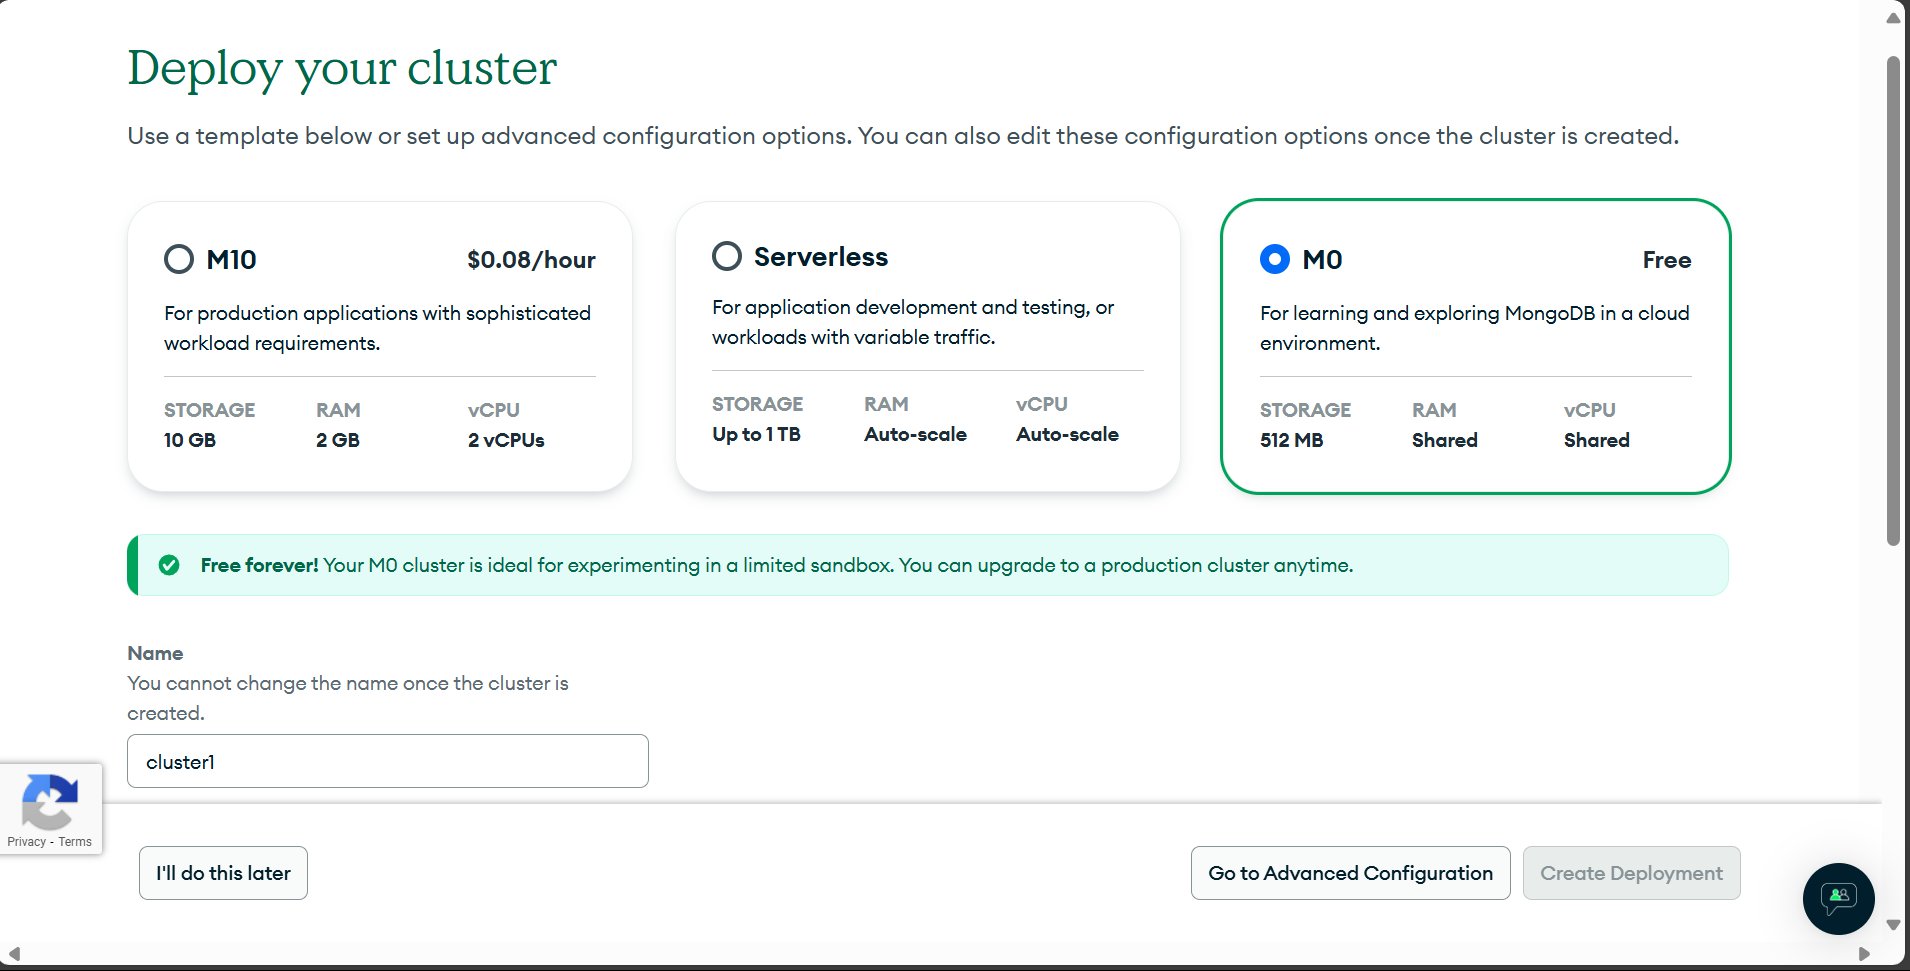 Deploy your cluster
Use a template below or set up advanced configuration options. You can also edit these configuration options once the cluster is created.
M10 $0.08/hour
For production applications with sophisticated
workload requirements.
STORAGE RAM vCPU
10 GB 2 GB 2 vCPUs
Serverless
For application development and testing, or
workloads with variable traffic.
STORAGE RAM vCPU
Up to 1 TB Auto-scale Auto-scale
M0 Free
For learning and exploring MongoDB in a cloud
environment.
STORAGE RAM vCPU
512 MB Shared Shared
Free forever! Your M0 cluster is ideal for experimenting in a limited sandbox. You can upgrade to a production cluster anytime.
Name
You cannot change the name once the cluster is
created.
cluster1
Privacy - Terms
I'll do this later
Go to Advanced Configuration
Create Deployment